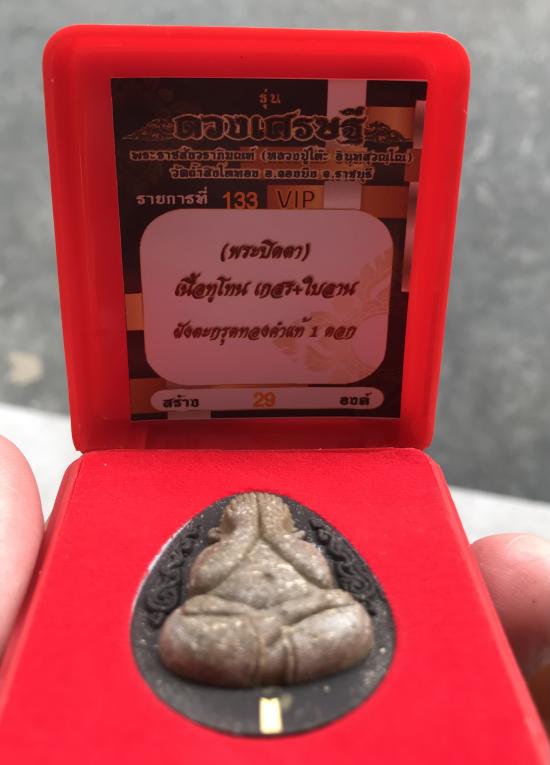 รุ่น
ดวงเศรษฐี
พระราชสังวราภิมณฑ์ (หลวงปู่โต๊ะ อินฺทสุวณฺโณ)
วัดถ้ำสิงโตทอง อ.จอมบึง จ.ราชบุรี
รายการที่ 133 VIP
(พระปิดตา)
เนื้อทูโทน เกสร+ใบลาน
ฝังตะกรุดทองคำแท้ 1 ดอก
สร้าง 29 องค์